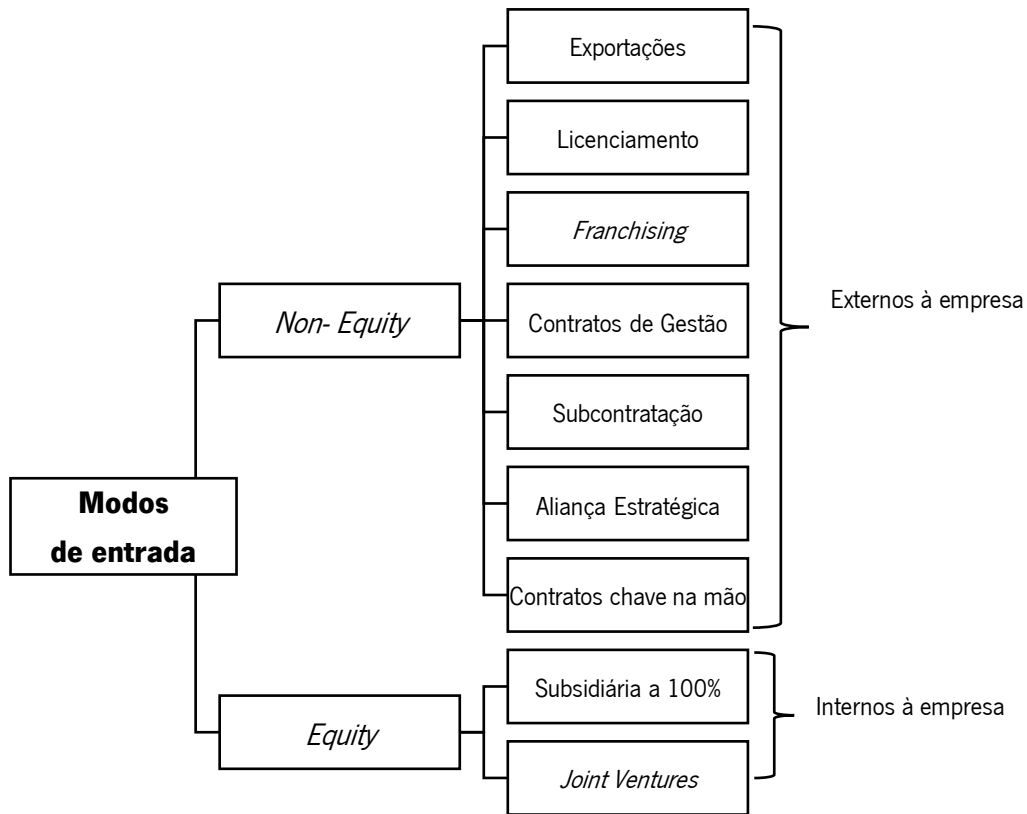 Exportações
Licenciamento
Franchising
Non- Equity
Contratos de Gestão
Externos à empresa
Subcontratação
Modos
de entrada
Aliança Estratégica
Contratos chave na mão
Subsidiária a 100%
Internos à empresa
Equity
Joint Ventures